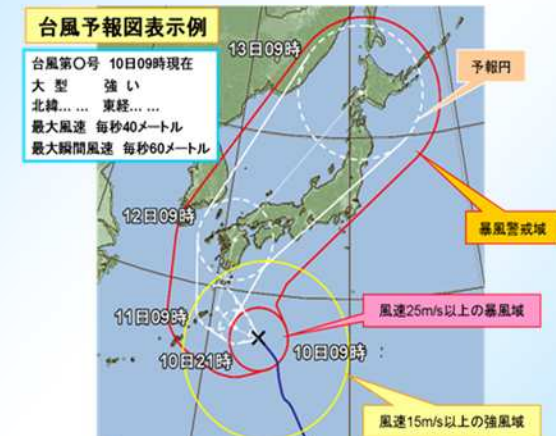 台風予報図表示例
台風第〇号 10日09時現在
大 型 強 い
北緯… … 東経… …
最大風速 毎秒40メートル
最大瞬間風速 毎秒60メートル
13日09時
予報円
12日09時
暴風警戒域
11日09時
風速25m/s以上の暴風域
10日21時
10日09時
風速15m/s以上の強風域